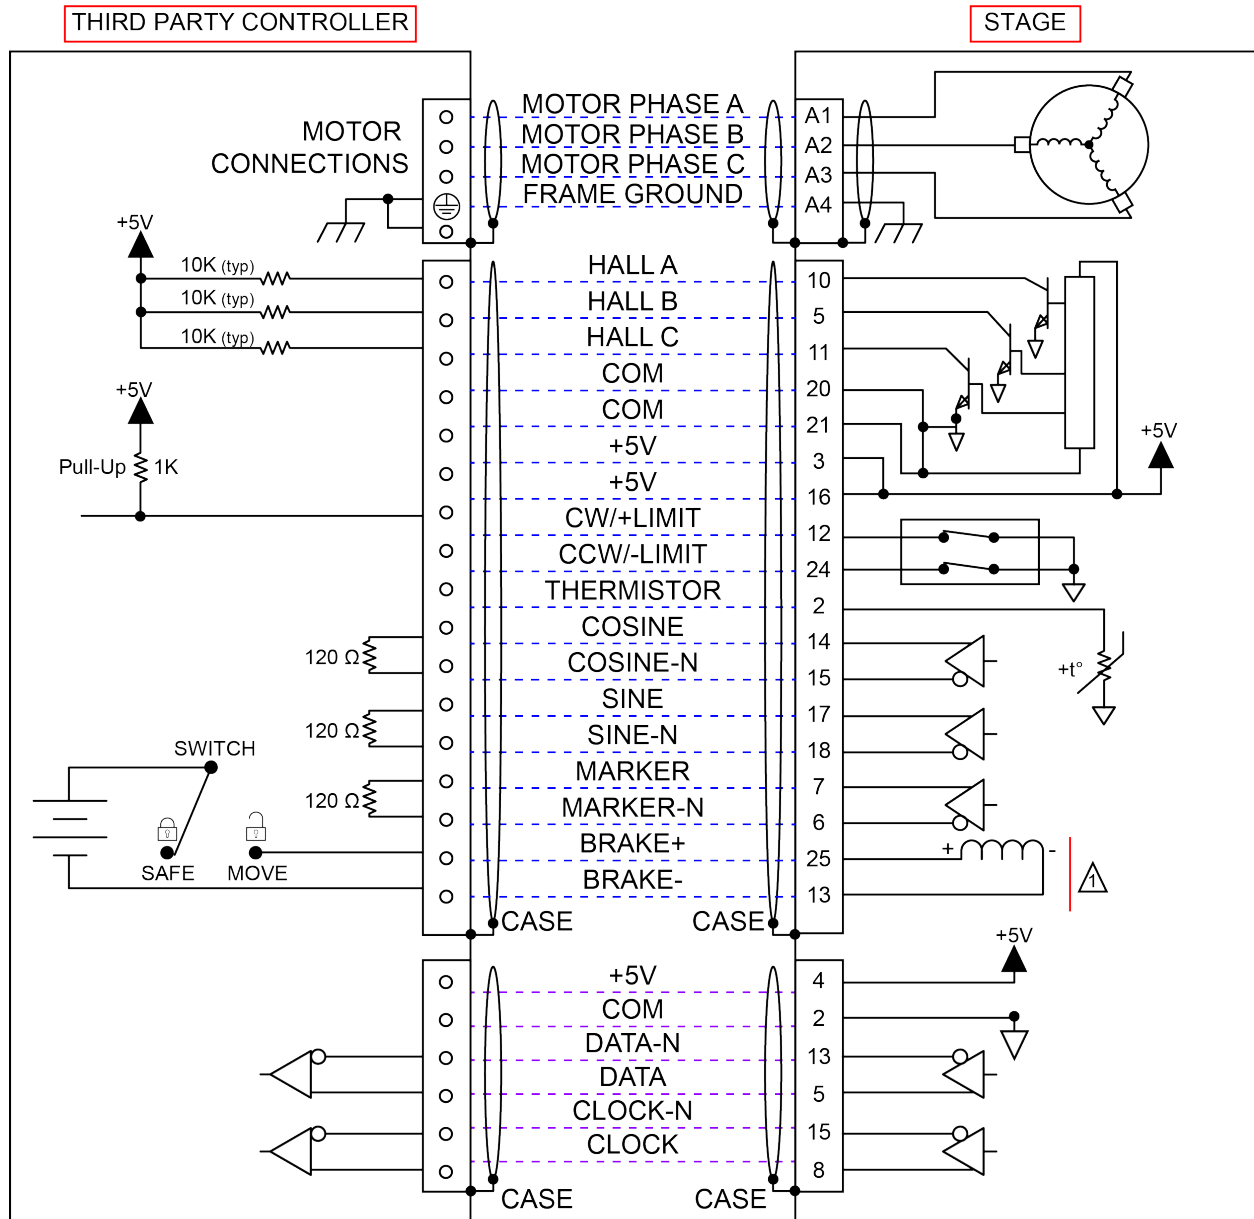 THIRD PARTY CONTROLLER
STAGE
MOTOR CONNECTIONS
MOTOR PHASE A
A1
MOTOR PHASE B
A2
MOTOR PHASE C
A3
FRAME GROUND
A4
+5V
10K (typ)
10K (typ)
10K (typ)
HALL A
10
HALL B
5
HALL C
11
COM
20
COM
21
+5V
3
+5V
16
+5V
+5V
Pull-Up
1K
CW/+LIMIT
12
CCW/-LIMIT
24
THERMISTOR
2
+t°
COSINE
14
120 Ω
COSINE-N
15
SINE
17
120 Ω
SINE-N
18
MARKER
7
120 Ω
MARKER-N
6
SWITCH
SAFE
MOVE
BRAKE+
25
+
-
1
BRAKE-
13
CASE
CASE
+5V
+5V
4
COM
2
DATA-N
13
DATA
5
CLOCK-N
15
CLOCK
8
CASE
CASE